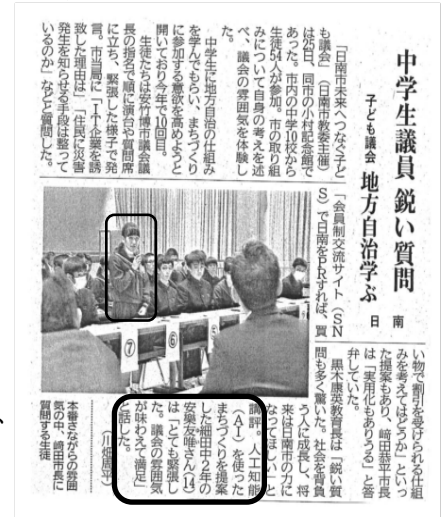 中学生議員 鋭い質問
子ども議会 地方自治学ぶ
日南
「日南市未来へつなぐ子ど
も議会」（日南市教委主催）
は25日、同市の小村記念館で
あった。市内の中学10校から
生徒54人が参加。市の取り組
みについて自身の考えを述
べ、議会の雰囲気を体験し
た。
中学生に地方自治の仕組み
を学んでもらい、まちづくり
に参加する意欲を高めようと
開いており今年で10回目。
生徒たちは安竹博市議会議
長の指名で順に演台や質問席
に立ち、緊張した様子で発
言。市当局に「IT企業を誘
致した理由は」「住民に災害
発生を知らせる手段は整って
いるのか」などと質問した。
「会員制交流サイト（SN
S）で日南をPRすれば、買
い物で割引を受けられる仕組
みを考えてはどうか」といっ
た提案もあり、崎田恭平市長
は「実用化もありうる」と答
弁していた。
黒木康英教育長は「鋭い質
問も多く驚いた。社会を背負
う人に成長し、将
来は日南市の力に
なってほしい」と
講評。人工知能
（AI）を使った
まちづくりを提案
した細田中2年の
安樂友唯さん（14）
は「とても緊張し
た。議会の雰囲気
が味わえて満足」
と話した。
（川畑周平）
本番さながらの雰囲
気の中、崎田市長に
質問する生徒
⑦
⑥